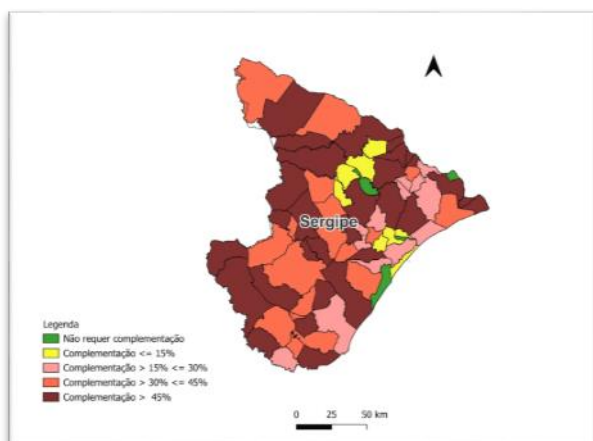 Sergipe
Legenda
Não requer complementação
Complementação <= 15%
Complementação > 15% <= 30%
Complementação > 30% <= 45%
Complementação > 45%
0 25 50 km